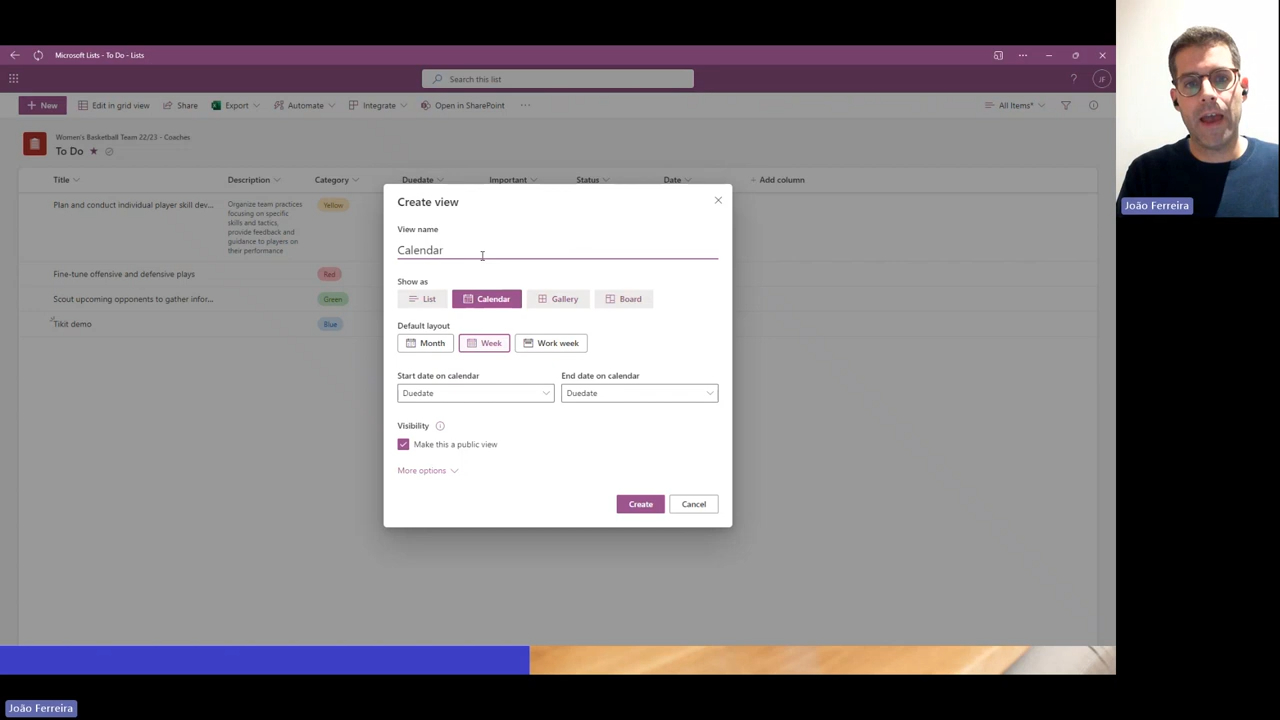 Microsoft Lists - To Do - Lists
Search this list
?
JF
New
Edit in grid view
Share
Export
Automate
Integrate
Open in SharePoint
All Items*
Women's Basketball Team 22/23 - Coaches
To Do
Title
Description
Category
Duedate
Important
Status
Date
+ Add column
Plan and conduct individual player skill dev...
Organize team practices
focusing on specific
skills and tactics,
provide feedback and
guidance to players on
their performance
Yellow
Fine-tune offensive and defensive plays
Red
Scout upcoming opponents to gather infor...
Green
Tikit demo
Blue
Create view
View name
Calendar
Show as
List
Calendar
Gallery
Board
Default layout
Month
Week
Work week
Start date on calendar
End date on calendar
Duedate
Duedate
Visibility
Make this a public view
More options
Create
Cancel
João Ferreira
João Ferreira